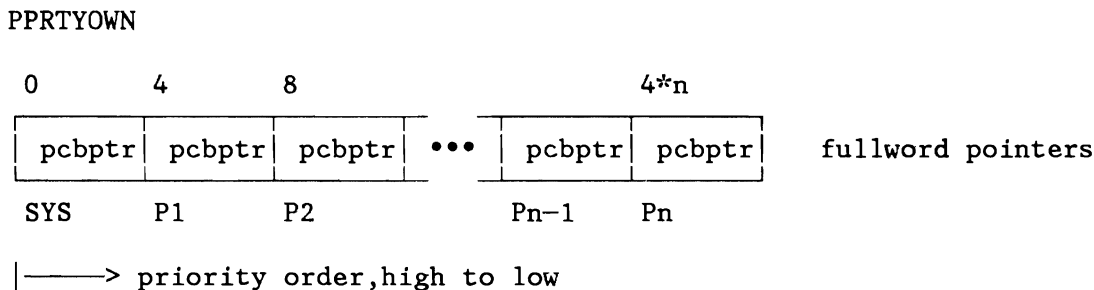 PPRTYOWN
0 4 8 4*n
pcbptr pcbptr pcbptr ••• pcbptr pcbptr fullword pointers
SYS P1 P2 Pn—1 Pn
|———> priority order,high to low